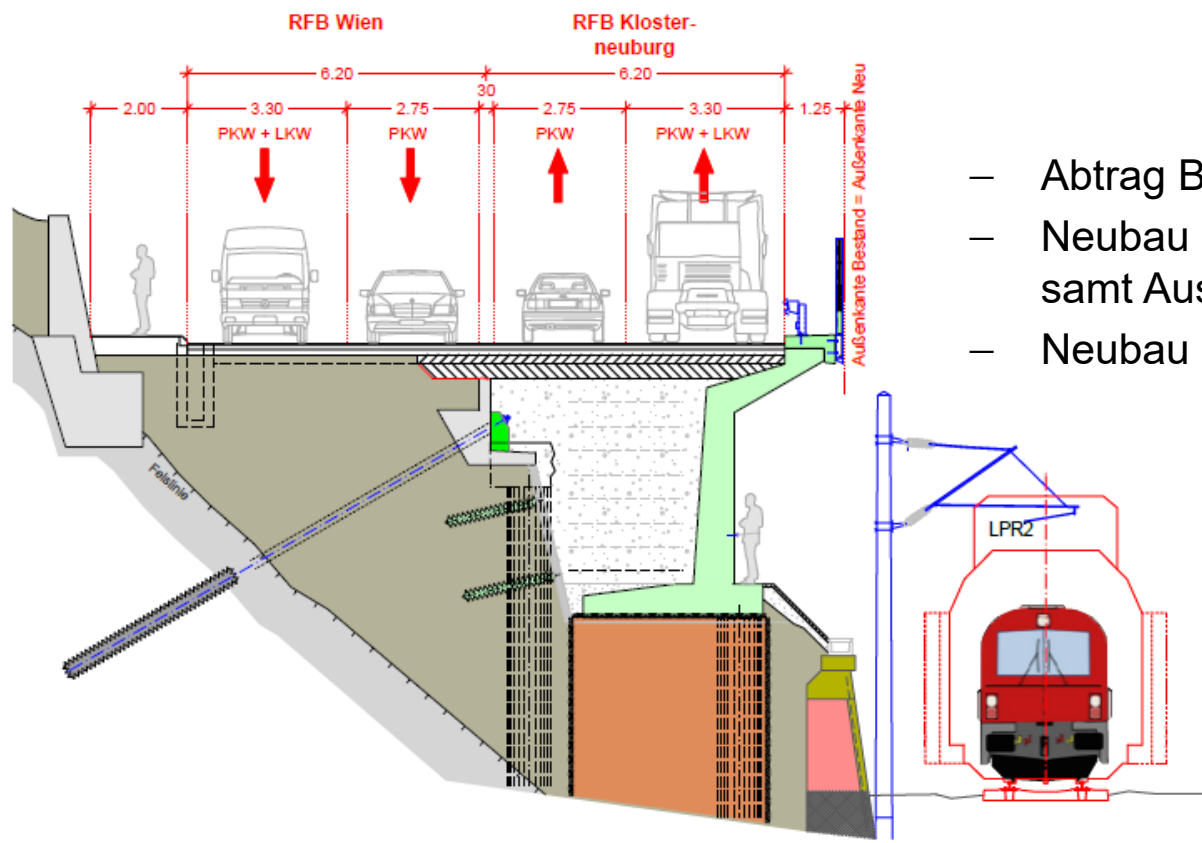 RFB Wien
RFB Kloster-
neuburg
6.20
6.20
30
2.00
3.30
2.75
2.75
3.30
1.25
PKW + LKW
PKW
PKW
PKW + LKW
Außenkante Bestand = Außenkante Neu
– Abtrag B
– Neubau
samt Aus
– Neubau
Felslinie
LPR2